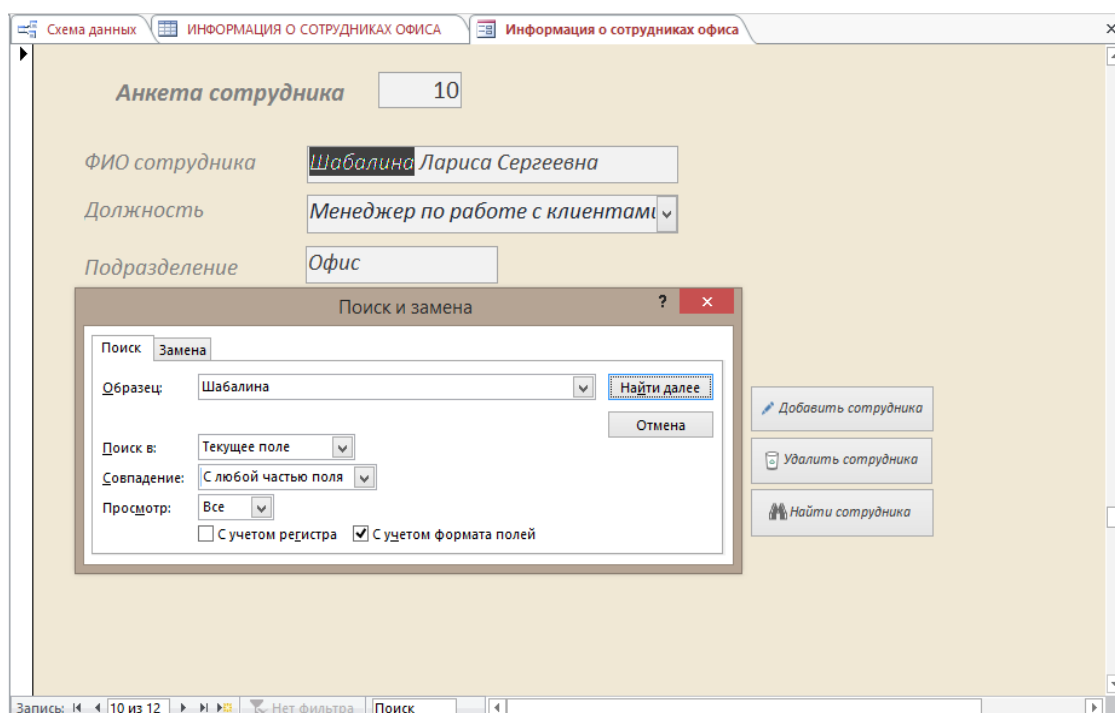 Схема данных ИНФОРМАЦИЯ О СОТРУДНИКАХ ОФИСА Информация о сотрудниках офиса
Анкета сотрудника 10
ФИО сотрудника Шабалина Лариса Сергеевна
Должность Менеджер по работе с клиентами
Подразделение Офис
Поиск и замена ?
Поиск Замена
Образец: Шабалина Найти далее
Отмена
Добавить сотрудника
Поиск в: Текущее поле
Удалить сотрудника
Совпадение: С любой частью поля
Просмотр: Все
Найти сотрудника
С учетом регистра С учетом формата полей
Запись: 10 из 12 Нет фильтра Поиск